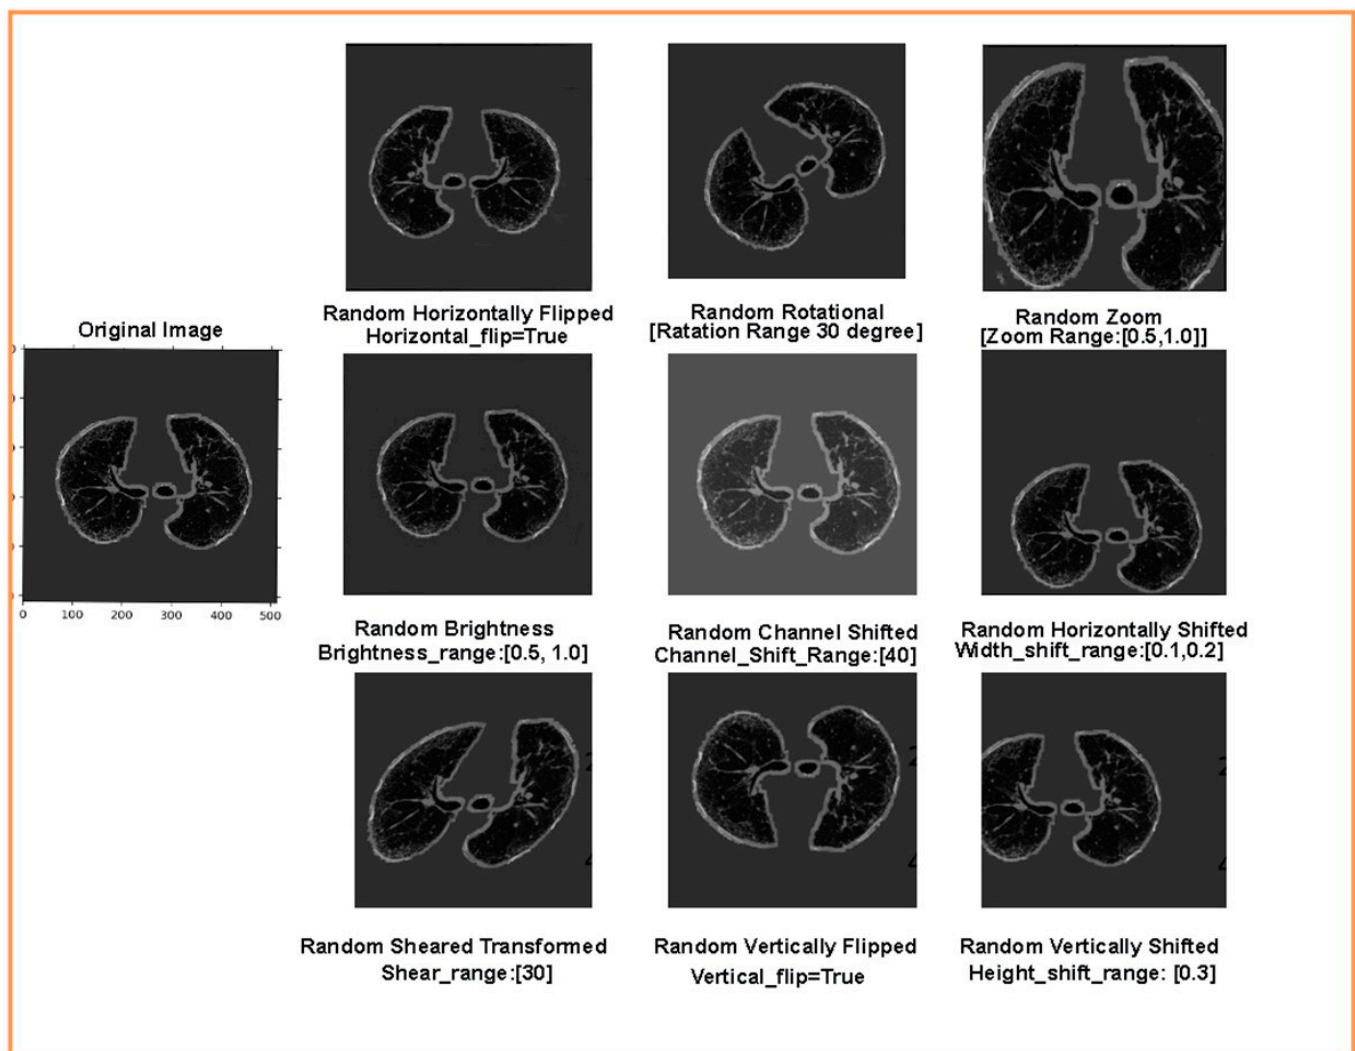 Random Horizontally Flipped
Horizontal_flip=True
Random Rotational
[Ratation Range 30 degree]
Random Zoom
[Zoom Range:[0.5,1.0]]
Original Image
0 100 200 300 400 500
Random Brightness
Brightness_range:[0.5, 1.0]
Random Channel Shifted
Channel_Shift_Range:[40]
Random Horizontally Shifted
Width_shift_range:[0.1,0.2]
Random Sheared Transformed
Shear_range:[30]
Random Vertically Flipped
Vertical_flip=True
Random Vertically Shifted
Height_shift_range: [0.3]